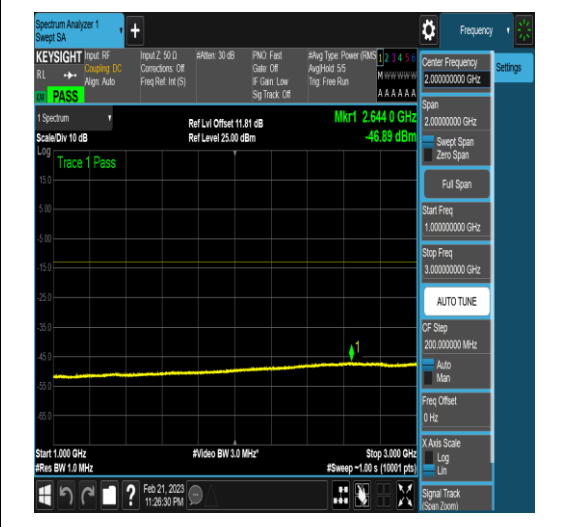 Spectrum Analyzer 1
Swept SA
+
Frequency
KEYSIGHT
RL
Input: RF
Coupling: DC
Align: Auto
Input Z: 50 Ω
Corrections: Off
Freq Ref: Int (S)
#Atten: 30 dB
PNO: Fast
Gate: Off
IF Gain: Low
Sig Track: Off
#Avg Type: Power (RMS
Avg|Hold: 5/5
Trig: Free Run
1 2 3 4 5 6
M w w w w w
A A A A A A
PASS
1 Spectrum
Scale/Div 10 dB
Ref Lvl Offset 11.81 dB
Ref Level 25.00 dBm
Mkr1 2.644 0 GHz
-46.89 dBm
Log
Trace 1 Pass
15.0
5.00
-5.00
-15.0
-25.0
-35.0
-45.0
-55.0
-65.0
1
Start 1.000 GHz
#Res BW 1.0 MHz
#Video BW 3.0 MHz*
Stop 3.000 GHz
#Sweep ~1.00 s (10001 pts)
Feb 21, 2023
11:26:30 PM
?
Center Frequency
2.000000000 GHz
Settings
Span
2.00000000 GHz
Swept Span
Zero Span
Full Span
Start Freq
1.000000000 GHz
Stop Freq
3.000000000 GHz
AUTO TUNE
CF Step
200.000000 MHz
Auto
Man
Freq Offset
0 Hz
X Axis Scale
Log
Lin
Signal Track
(Span Zoom)